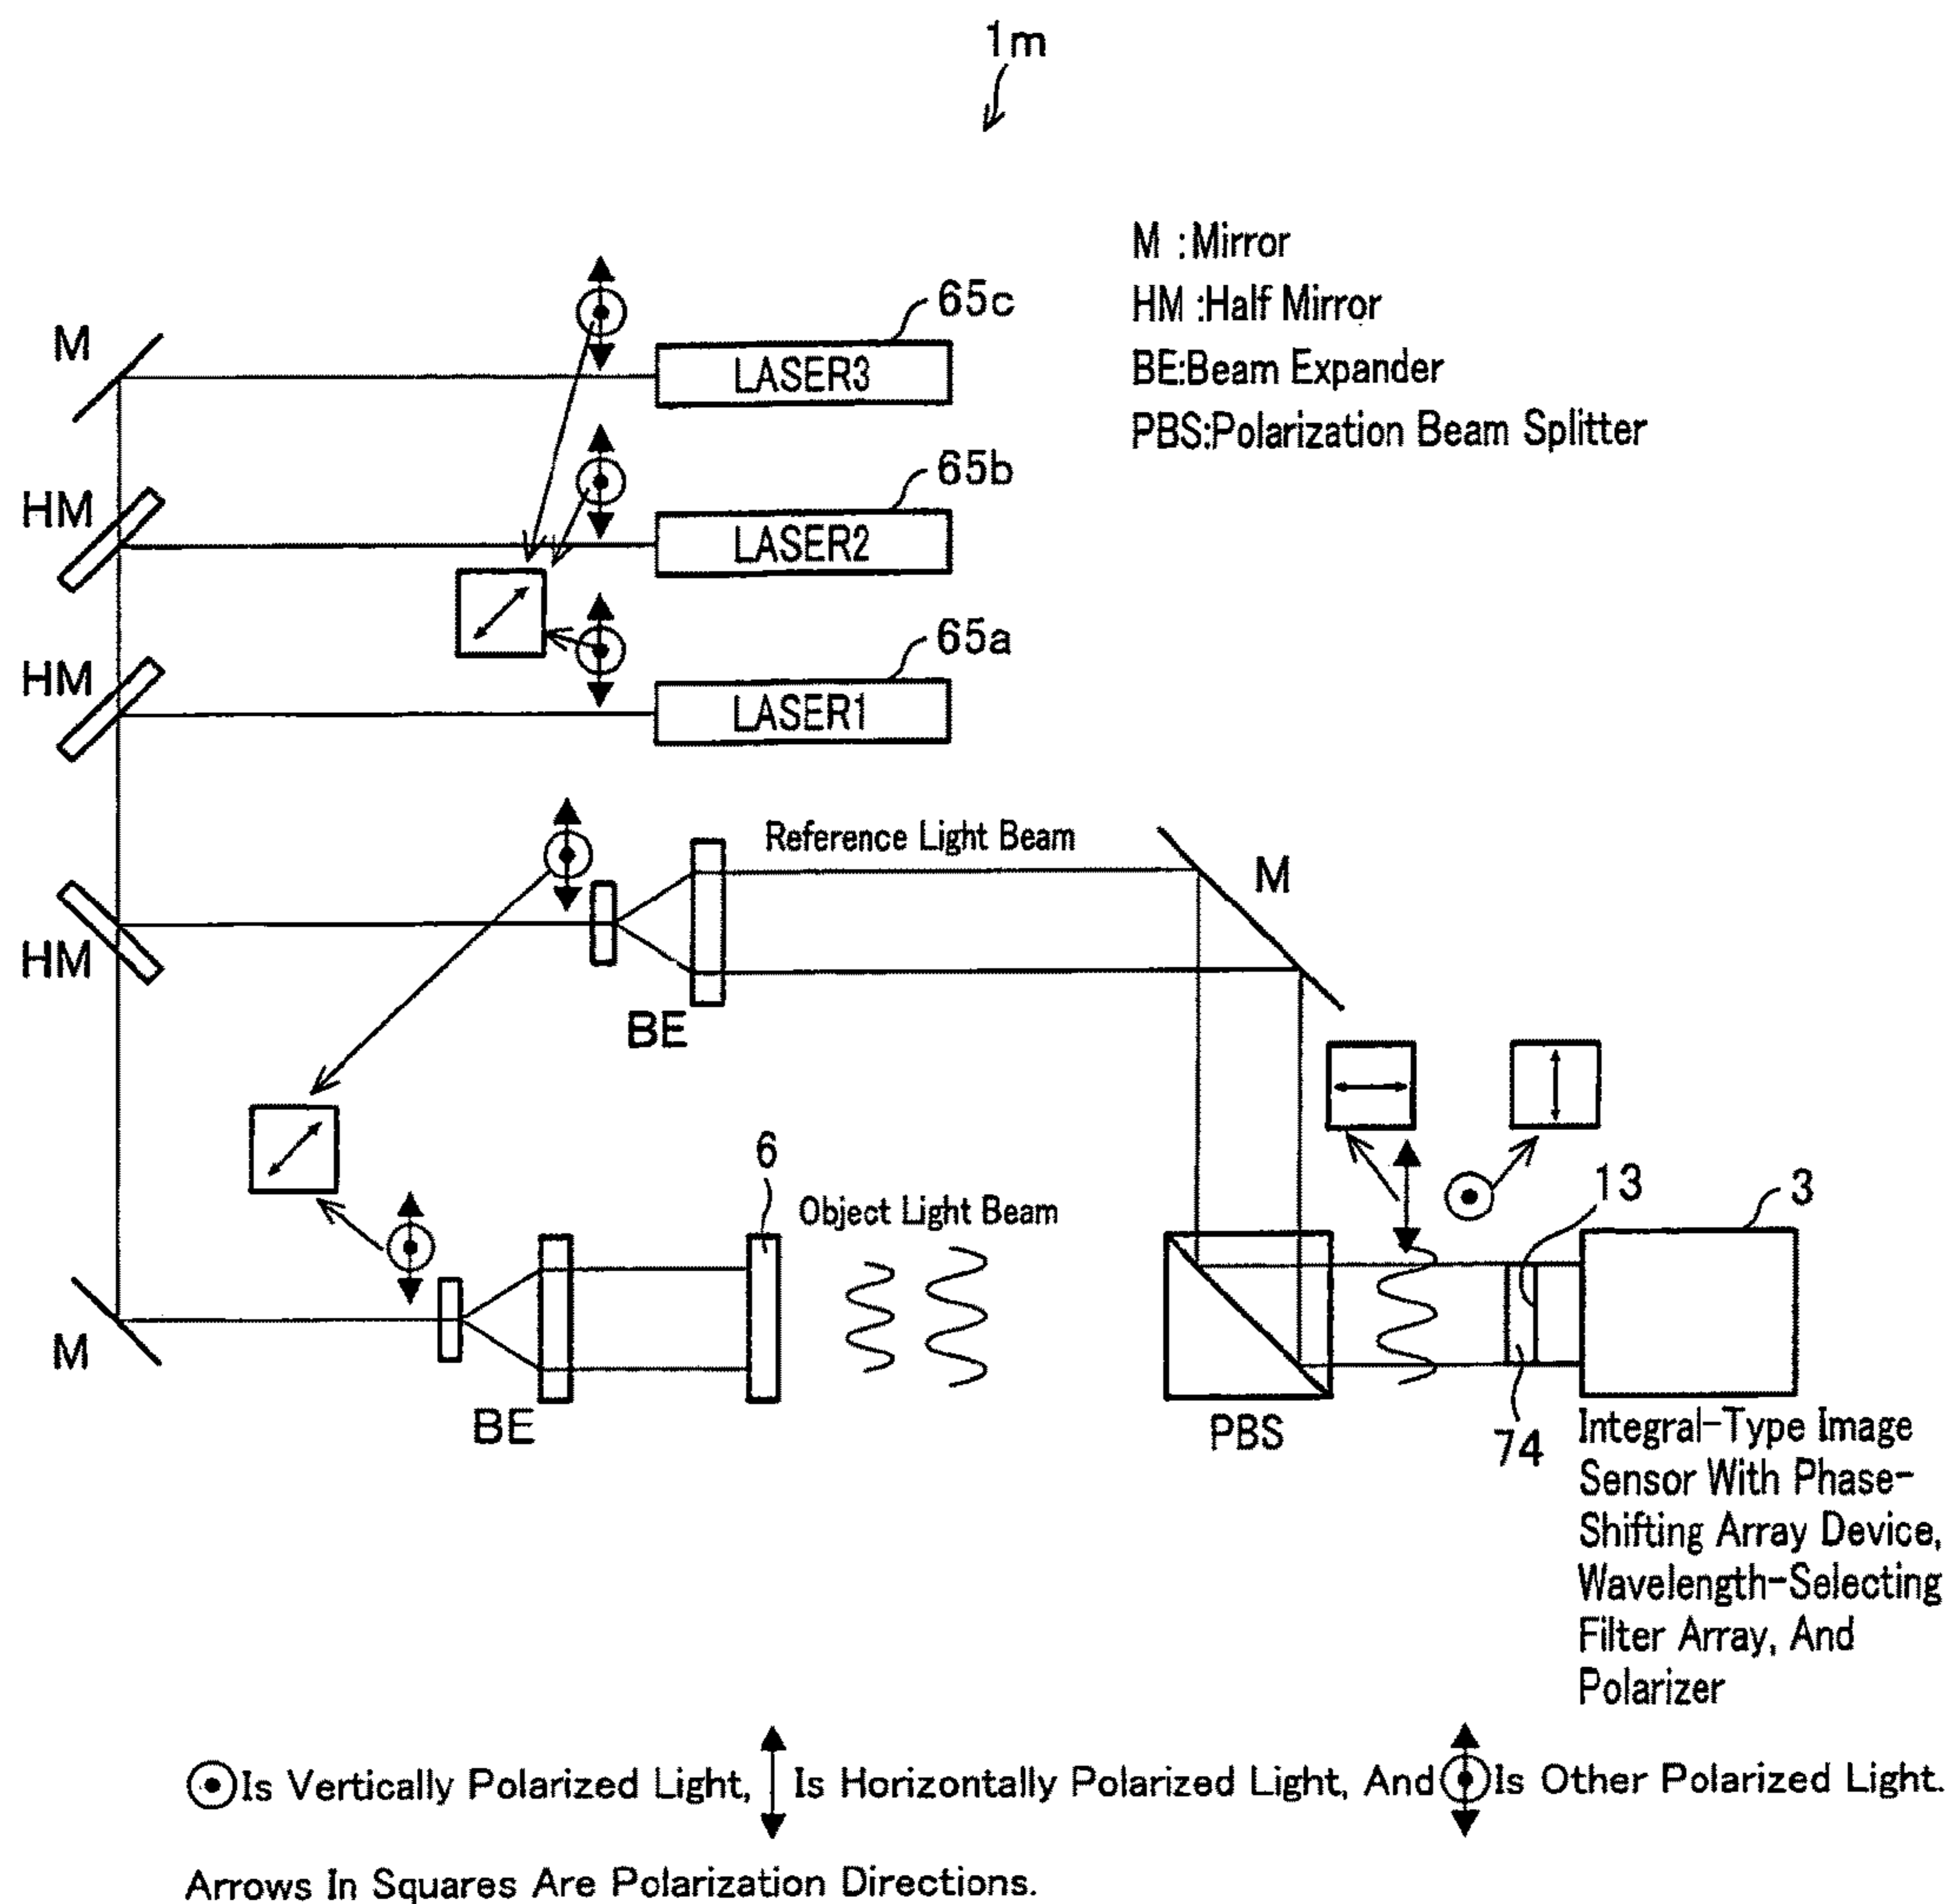 1m
M :Mirror
HM :Half Mirror
BE:Beam Expander
PBS:Polarization Beam Splitter
65c
M
LASER3
65b
HM
LASER2
65a
HM
LASER1
Reference Light Beam
M
HM
BE
6
Object Light Beam
13
3
M
BE
PBS
74
Integral-Type Image
Sensor With Phase-
Shifting Array Device,
Wavelength-Selecting
Filter Array, And
Polarizer
Is Vertically Polarized Light, Is Horizontally Polarized Light, And Is Other Polarized Light.
Arrows In Squares Are Polarization Directions.